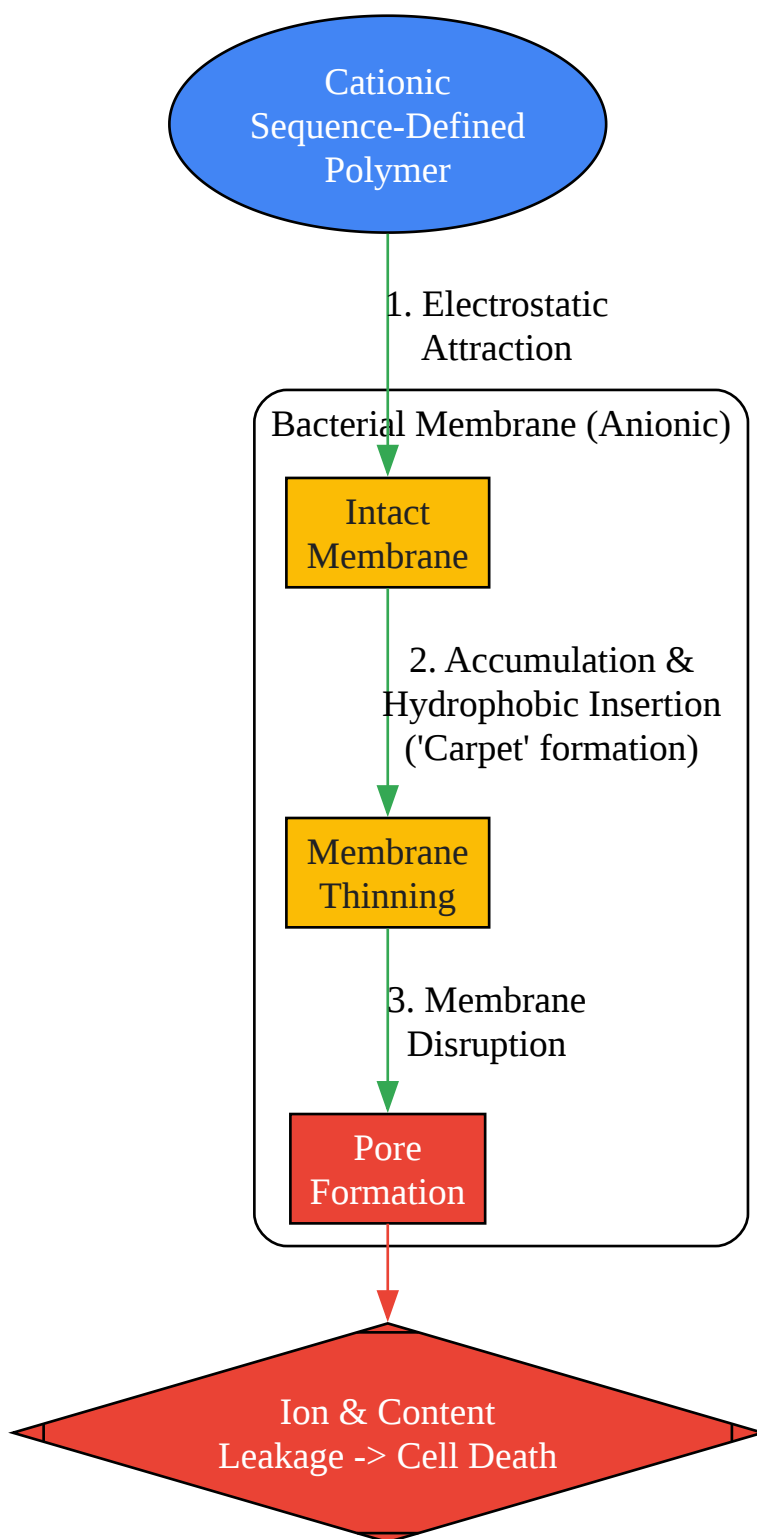 Cationic
Sequence-Defined
Polymer
1. Electrostatic
Attraction
Bacterial Membrane (Anionic)
Intact
Membrane
2. Accumulation &
Hydrophobic Insertion
('Carpet' formation)
Membrane
Thinning
3. Membrane
Disruption
Pore
Formation
Ion & Content
Leakage -> Cell Death